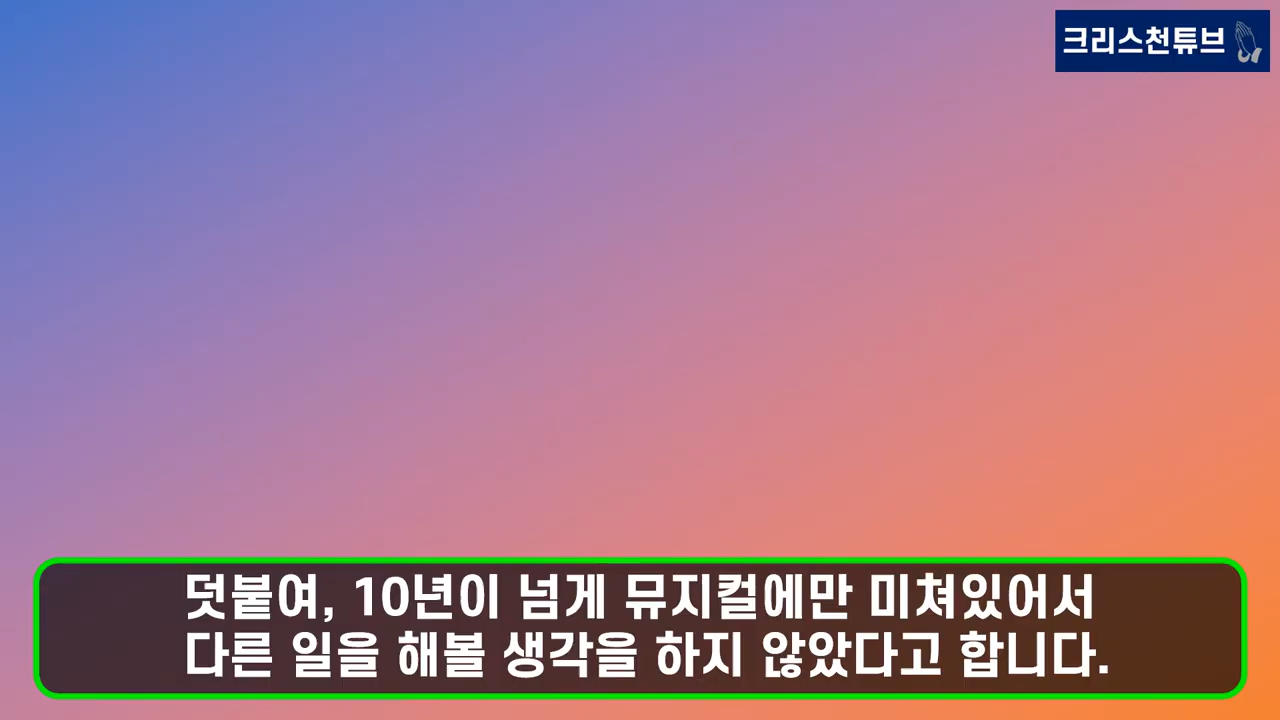 크리스천튜브
덧붙여, 10년이 넘게 뮤지컬에만 미쳐있어서
다른 일을 해볼 생각을 하지 않았다고 합니다.